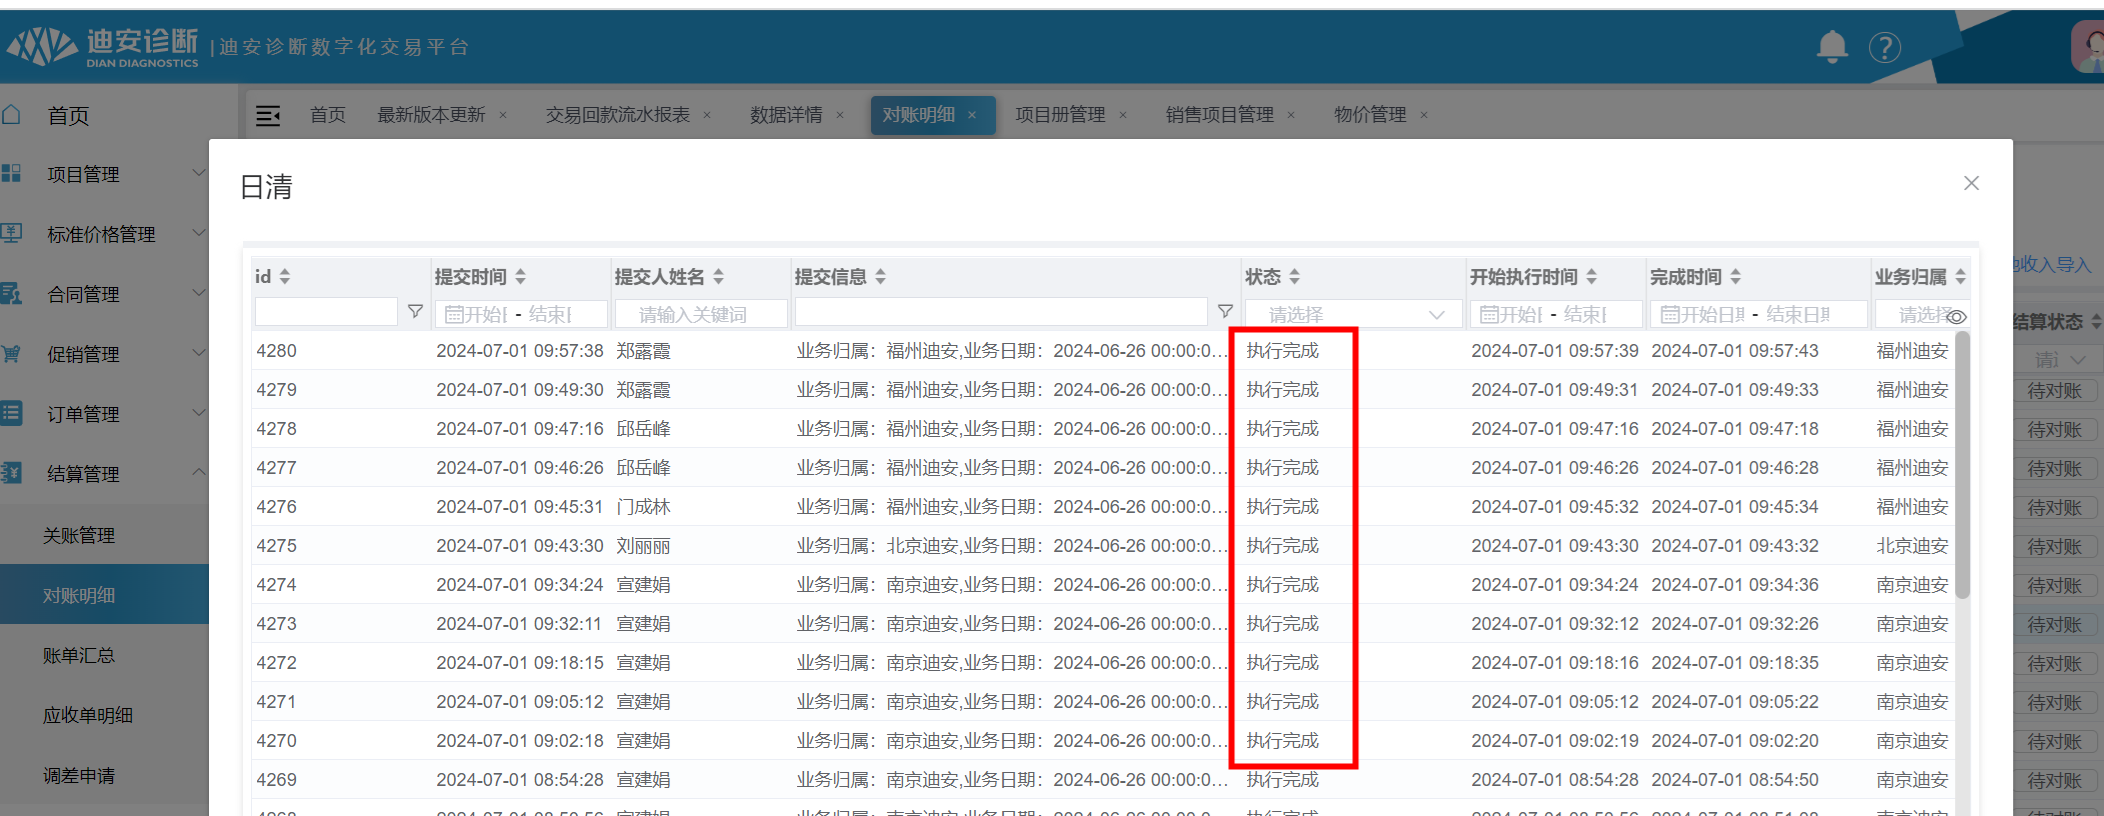 迪安诊断
DIAN DIAGNOSTICS
迪安诊断数字化交易平台
首页 最新版本更新 × 交易回款流水报表 × 数据详情 × 对账明细 × 项目册管理 × 销售项目管理 × 物价管理 ×
首页
项目管理
标准价格管理
合同管理
促销管理
订单管理
结算管理
关账管理
对账明细
账单汇总
应收单明细
调差申请
日清
id 提交时间 提交人姓名 提交信息 状态 开始执行时间 完成时间 业务归属
开始 - 结束 请输入关键词 请选择 开始 - 结束 开始日 - 结束日 请选择
4280 2024-07-01 09:57:38 郑露霞 业务归属：福州迪安,业务日期：2024-06-26 00:00:0... 执行完成 2024-07-01 09:57:39 2024-07-01 09:57:43 福州迪安
4279 2024-07-01 09:49:30 郑露霞 业务归属：福州迪安,业务日期：2024-06-26 00:00:0... 执行完成 2024-07-01 09:49:31 2024-07-01 09:49:33 福州迪安
4278 2024-07-01 09:47:16 邱岳峰 业务归属：福州迪安,业务日期：2024-06-26 00:00:0... 执行完成 2024-07-01 09:47:16 2024-07-01 09:47:18 福州迪安
4277 2024-07-01 09:46:26 邱岳峰 业务归属：福州迪安,业务日期：2024-06-26 00:00:0... 执行完成 2024-07-01 09:46:26 2024-07-01 09:46:28 福州迪安
4276 2024-07-01 09:45:31 门成林 业务归属：福州迪安,业务日期：2024-06-26 00:00:0... 执行完成 2024-07-01 09:45:32 2024-07-01 09:45:34 福州迪安
4275 2024-07-01 09:43:30 刘丽丽 业务归属：北京迪安,业务日期：2024-06-26 00:00:0... 执行完成 2024-07-01 09:43:30 2024-07-01 09:43:32 北京迪安
4274 2024-07-01 09:34:24 宣建娟 业务归属：南京迪安,业务日期：2024-06-26 00:00:0... 执行完成 2024-07-01 09:34:24 2024-07-01 09:34:36 南京迪安
4273 2024-07-01 09:32:11 宣建娟 业务归属：南京迪安,业务日期：2024-06-26 00:00:0... 执行完成 2024-07-01 09:32:12 2024-07-01 09:32:26 南京迪安
4272 2024-07-01 09:18:15 宣建娟 业务归属：南京迪安,业务日期：2024-06-26 00:00:0... 执行完成 2024-07-01 09:18:16 2024-07-01 09:18:35 南京迪安
4271 2024-07-01 09:05:12 宣建娟 业务归属：南京迪安,业务日期：2024-06-26 00:00:0... 执行完成 2024-07-01 09:05:12 2024-07-01 09:05:22 南京迪安
4270 2024-07-01 09:02:18 宣建娟 业务归属：南京迪安,业务日期：2024-06-26 00:00:0... 执行完成 2024-07-01 09:02:19 2024-07-01 09:02:20 南京迪安
4269 2024-07-01 08:54:28 宣建娟 业务归属：南京迪安,业务日期：2024-06-26 00:00:0... 执行完成 2024-07-01 08:54:28 2024-07-01 08:54:50 南京迪安
收入导入
结算状态
待对账
待对账
待对账
待对账
待对账
待对账
待对账
待对账
待对账
待对账
待对账